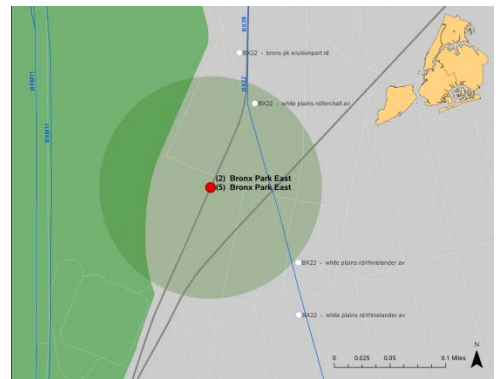 BX39
BX22 - bronx pk e/unionport rd
BXM11
BX22
BX22 - white plains rd/birchall av
BXM11
(2) Bronx Park East
(5) Bronx Park East
BX22 - white plains rd/rhinelander av
BX22 - white plains rd/rhinelander av
N
0 0.025 0.05 0.1 Miles